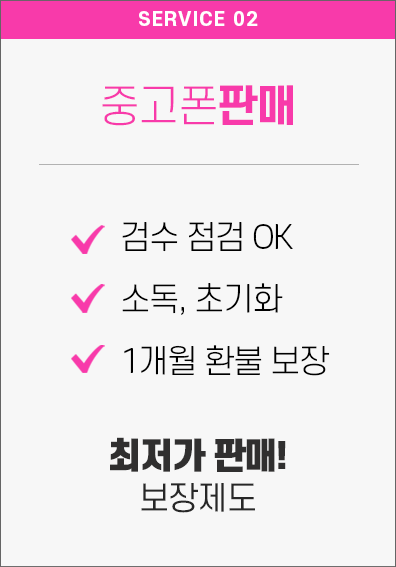 SERVICE 02
중고폰판매
검수 점검 OK
소독, 초기화
1개월 환불 보장
최저가 판매!
보장제도